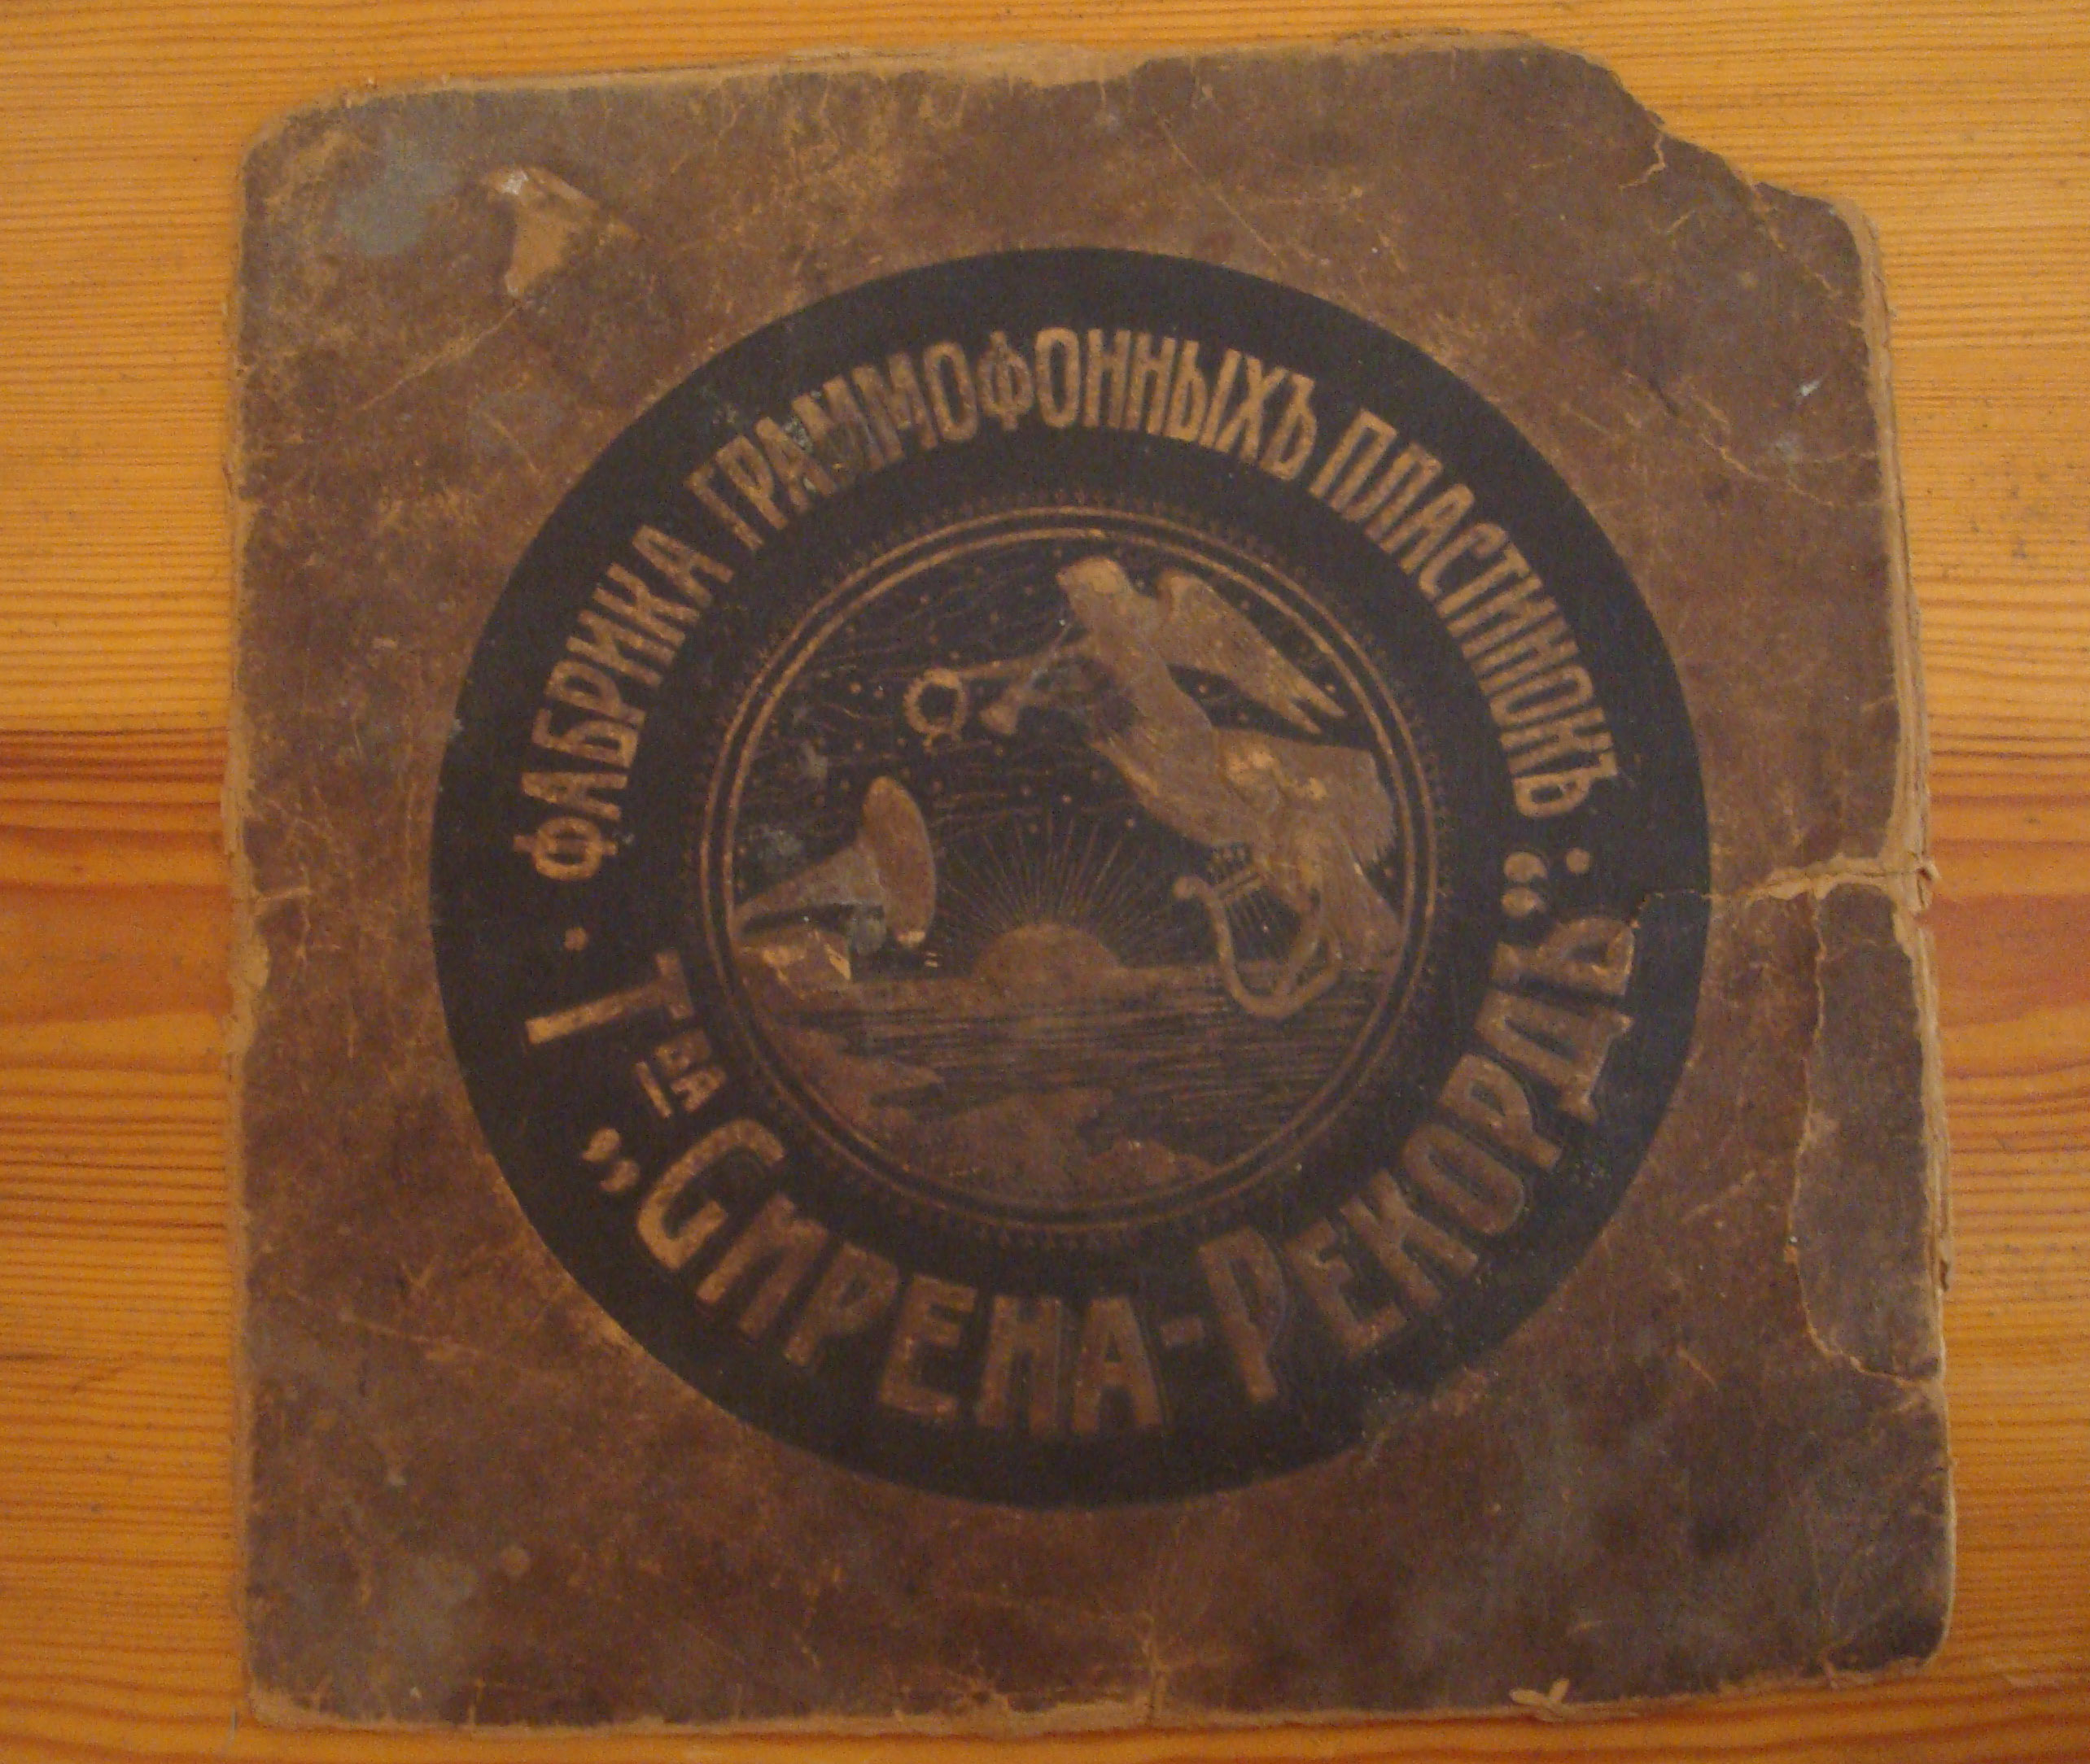 ФАБРИКА ГРАММОФОННЫХЪ ПЛАСТИНОКЪ
Т ва „СИРЕНА-РЕКОРДЪ“